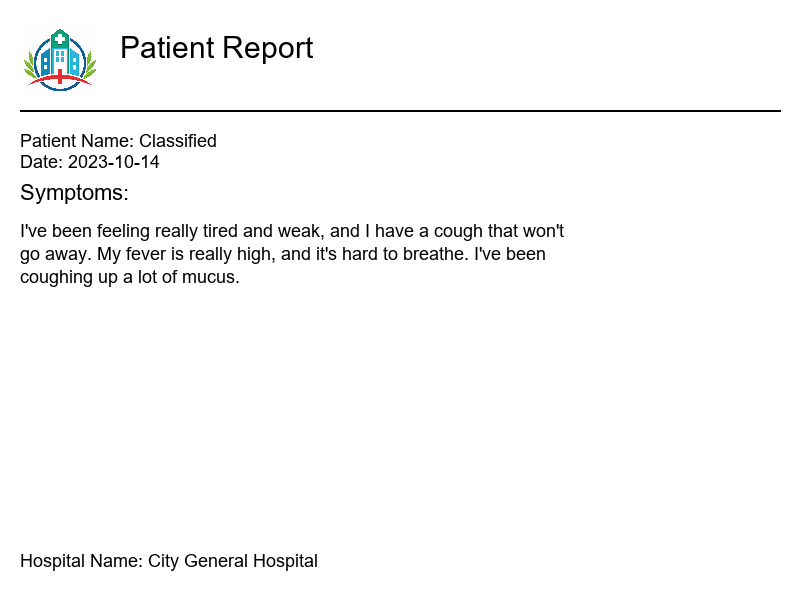 Patient Report
Patient Name: Classified
Date: 2023-10-14
Symptoms:
I've been feeling really tired and weak, and I have a cough that won't
go away. My fever is really high, and it's hard to breathe. I've been
coughing up a lot of mucus.
Hospital Name: City General Hospital